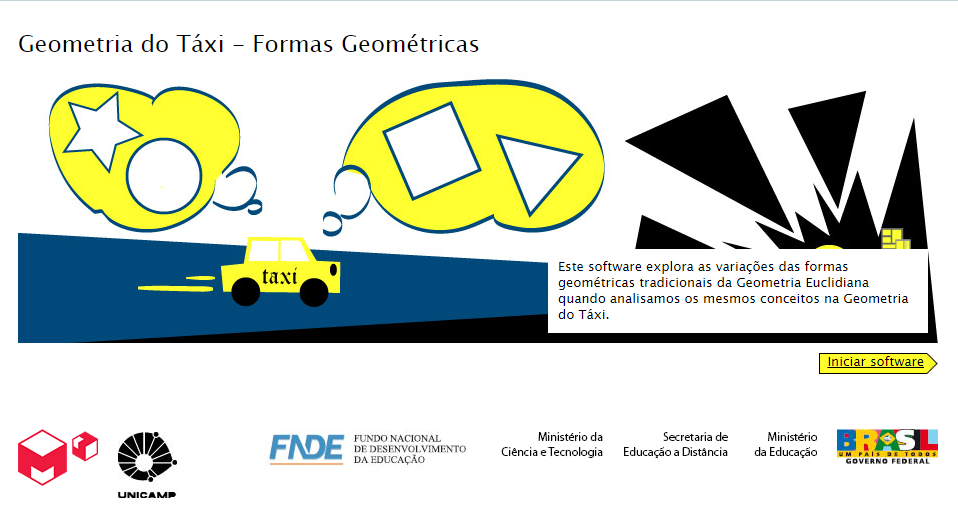 Geometria do Táxi – Formas Geométricas
taxi
Este software explora as variações das formas
geométricas tradicionais da Geometria Euclidiana
quando analisamos os mesmos conceitos na Geometria
do Táxi.
Iniciar software
UNICAMP
FNDE
FUNDO NACIONAL
DE DESENVOLVIMENTO
DA EDUCAÇÃO
Ministério da
Ciência e Tecnologia
Secretaria de
Educação a Distância
Ministério
da Educação
BRASIL
UM PAÍS DE TODOS
GOVERNO FEDERAL